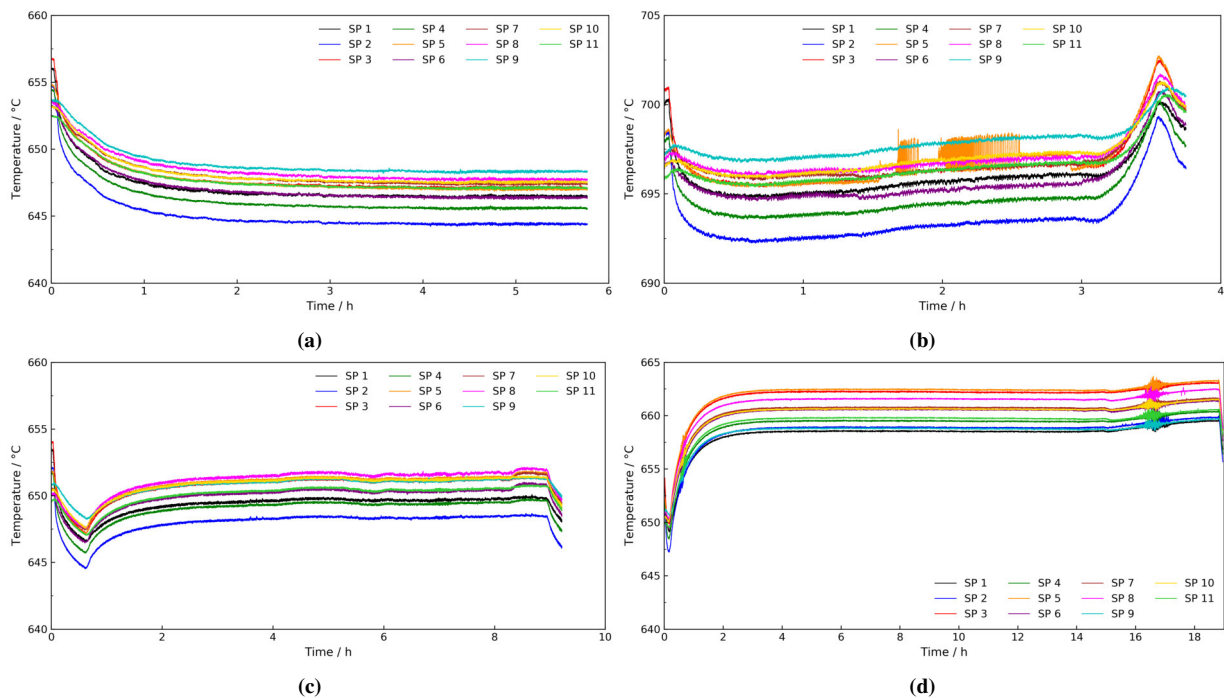 660
655
650
645
640
Temperature / °C
0 1 2 3 4 5 6
Time / h
SP 1 SP 4 SP 7 SP 10
SP 2 SP 5 SP 8 SP 11
SP 3 SP 6 SP 9
(a)
705
700
695
690
Temperature / °C
0 1 2 3 4
Time / h
SP 1 SP 4 SP 7 SP 10
SP 2 SP 5 SP 8 SP 11
SP 3 SP 6 SP 9
(b)
660
655
650
645
640
Temperature / °C
0 2 4 6 8 10
Time / h
SP 1 SP 4 SP 7 SP 10
SP 2 SP 5 SP 8 SP 11
SP 3 SP 6 SP 9
(c)
665
660
655
650
645
640
Temperature / °C
0 2 4 6 8 10 12 14 16 18
Time / h
SP 1 SP 4 SP 7 SP 10
SP 2 SP 5 SP 8 SP 11
SP 3 SP 6 SP 9
(d)